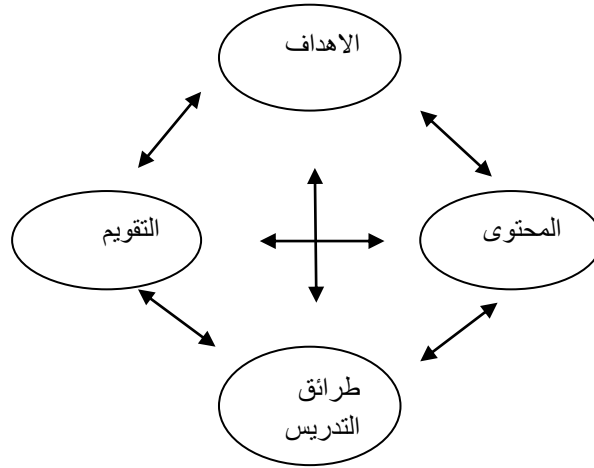 الاهداف
المحتوى
التقويم
طرائق
التدريس